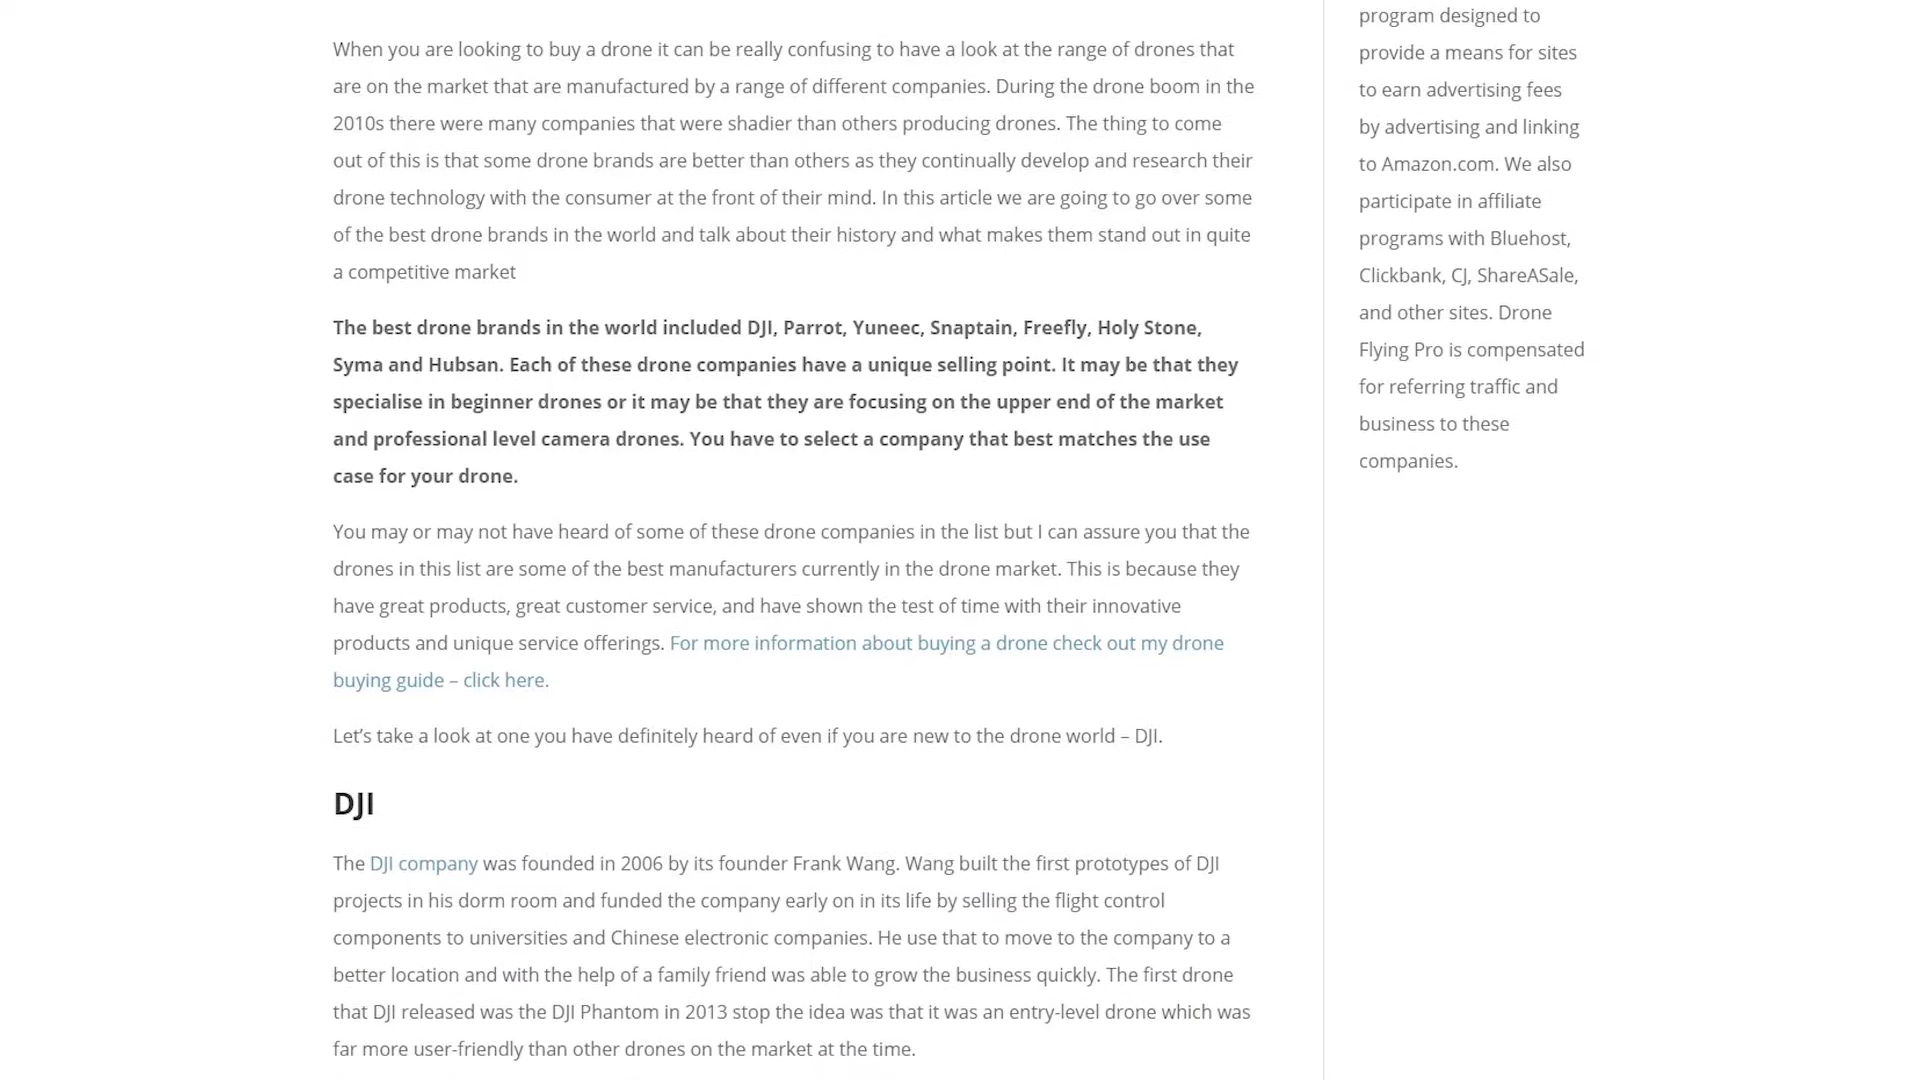 When you are looking to buy a drone it can be really confusing to have a look at the range of drones that
are on the market that are manufactured by a range of different companies. During the drone boom in the
2010s there were many companies that were shadier than others producing drones. The thing to come
out of this is that some drone brands are better than others as they continually develop and research their
drone technology with the consumer at the front of their mind. In this article we are going to go over some
of the best drone brands in the world and talk about their history and what makes them stand out in quite
a competitive market
The best drone brands in the world included DJI, Parrot, Yuneec, Snaptain, Freefly, Holy Stone,
Syma and Hubsan. Each of these drone companies have a unique selling point. It may be that they
specialise in beginner drones or it may be that they are focusing on the upper end of the market
and professional level camera drones. You have to select a company that best matches the use
case for your drone.
You may or may not have heard of some of these drone companies in the list but I can assure you that the
drones in this list are some of the best manufacturers currently in the drone market. This is because they
have great products, great customer service, and have shown the test of time with their innovative
products and unique service offerings. For more information about buying a drone check out my drone
buying guide – click here.
Let’s take a look at one you have definitely heard of even if you are new to the drone world – DJI.
DJI
The DJI company was founded in 2006 by its founder Frank Wang. Wang built the first prototypes of DJI
projects in his dorm room and funded the company early on in its life by selling the flight control
components to universities and Chinese electronic companies. He use that to move to the company to a
better location and with the help of a family friend was able to grow the business quickly. The first drone
that DJI released was the DJI Phantom in 2013 stop the idea was that it was an entry-level drone which was
far more user-friendly than other drones on the market at the time.
program designed to
provide a means for sites
to earn advertising fees
by advertising and linking
to Amazon.com. We also
participate in affiliate
programs with Bluehost,
Clickbank, CJ, ShareASale,
and other sites. Drone
Flying Pro is compensated
for referring traffic and
business to these
companies.